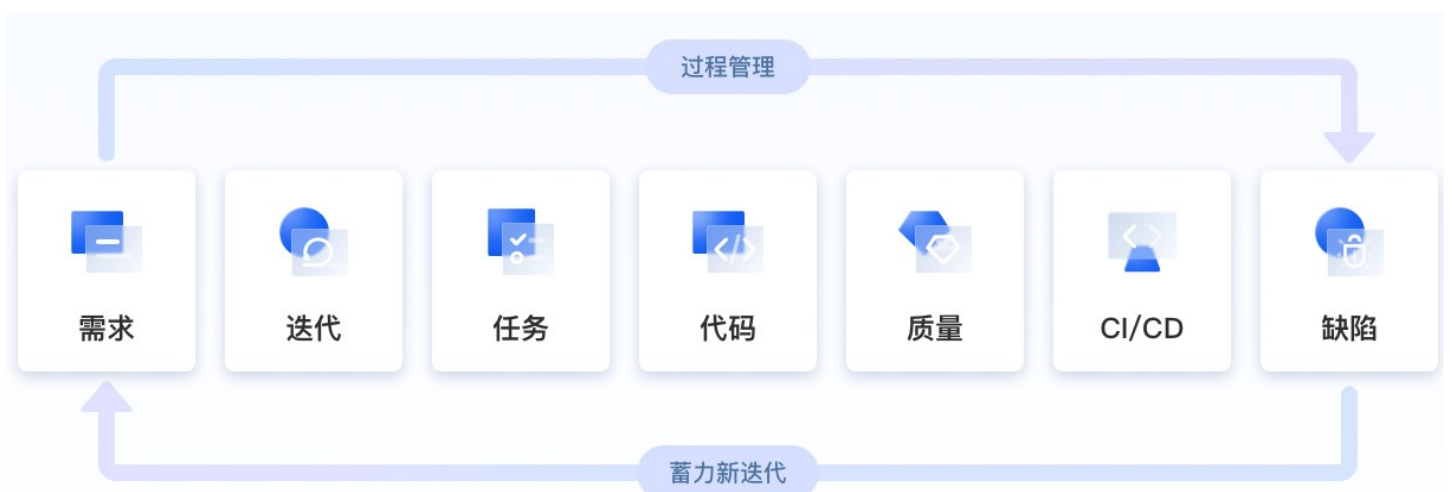 过程管理
需求
迭代
任务
代码
质量
CI/CD
缺陷
蓄力新迭代